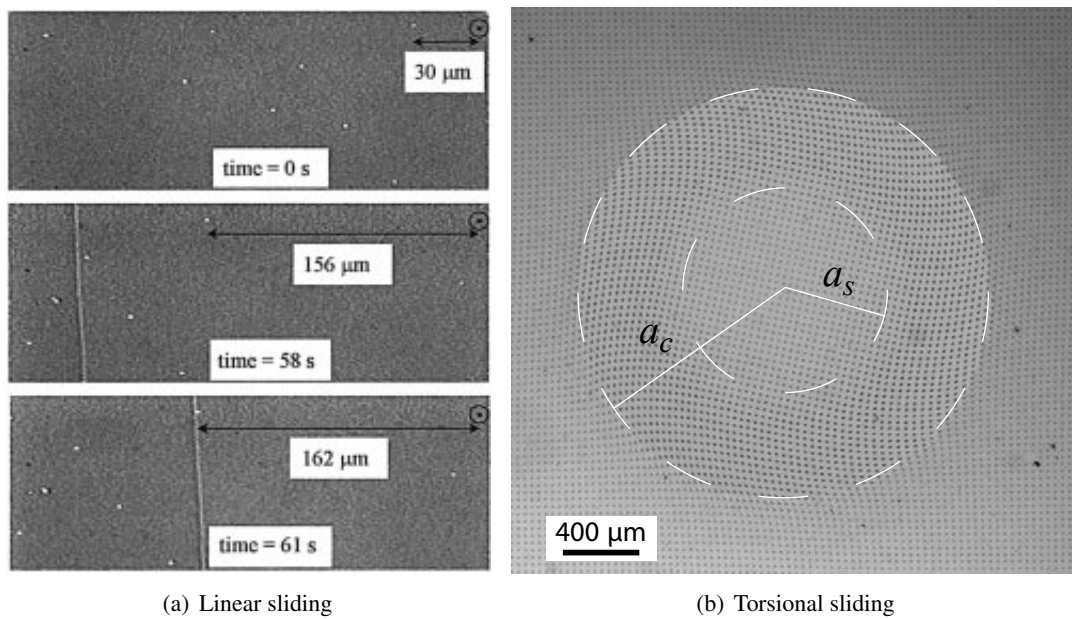 30 μm
time = 0 s
156 μm
time = 58 s
162 μm
time = 61 s
a_s
a_c
400 μm
(a) Linear sliding
(b) Torsional sliding